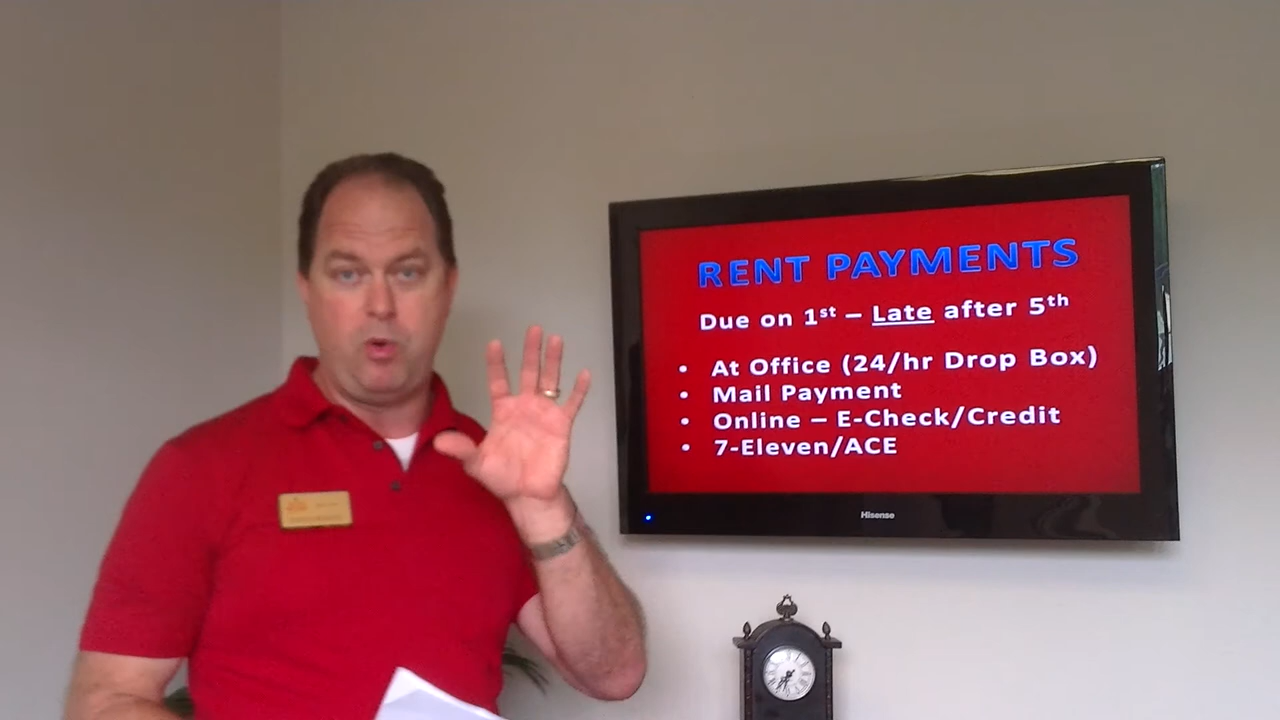 RENT PAYMENTS
Due on 1st – Late after 5th
• At Office (24/hr Drop Box)
• Mail Payment
• Online – E-Check/Credit
• 7-Eleven/ACE
Hisense